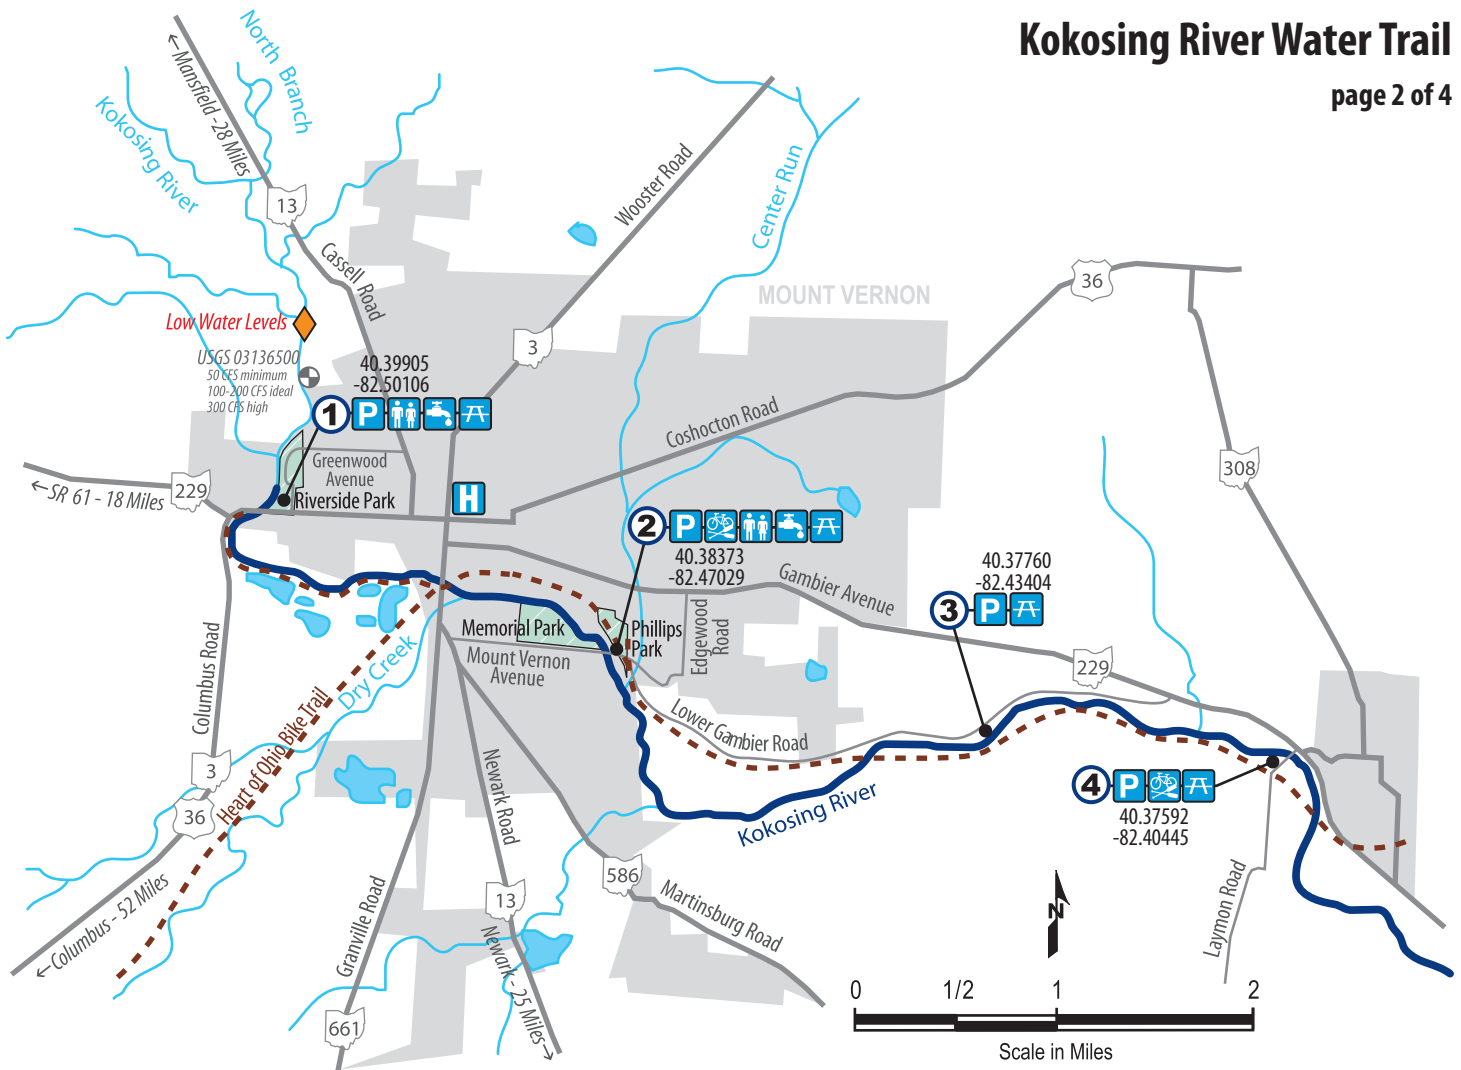 Kokosing River Water Trail
page 2 of 4
North Branch
Kokosing River
←Mansfield -28 Miles
13
Cassell Road
Wooster Road
Center Run
3
36
MOUNT VERNON
Low Water Levels
USGS 03136500
50 CFS minimum
100-200 CFS ideal
300 CFS high
40.39905
-82.50106
1
P
Greenwood
Avenue
Riverside Park
229
←SR 61 - 18 Miles
H
Coshocton Road
308
2
P
40.38373
-82.47029
Gambier Avenue
40.37760
-82.43404
3
P
Edgewood
Road
Memorial Park
Phillips
Park
Mount Vernon
Avenue
229
Columbus Road
Dry Creek
Heart of Ohio Bike Trail
Lower Gambier Road
3
36
Newark Road
Kokosing River
4
P
40.37592
-82.40445
586
13
Martinsburg Road
Granville Road
←Columbus - 52 Miles
Newark - 25 Miles→
661
Laymon Road
N
0 1/2 1 2
Scale in Miles